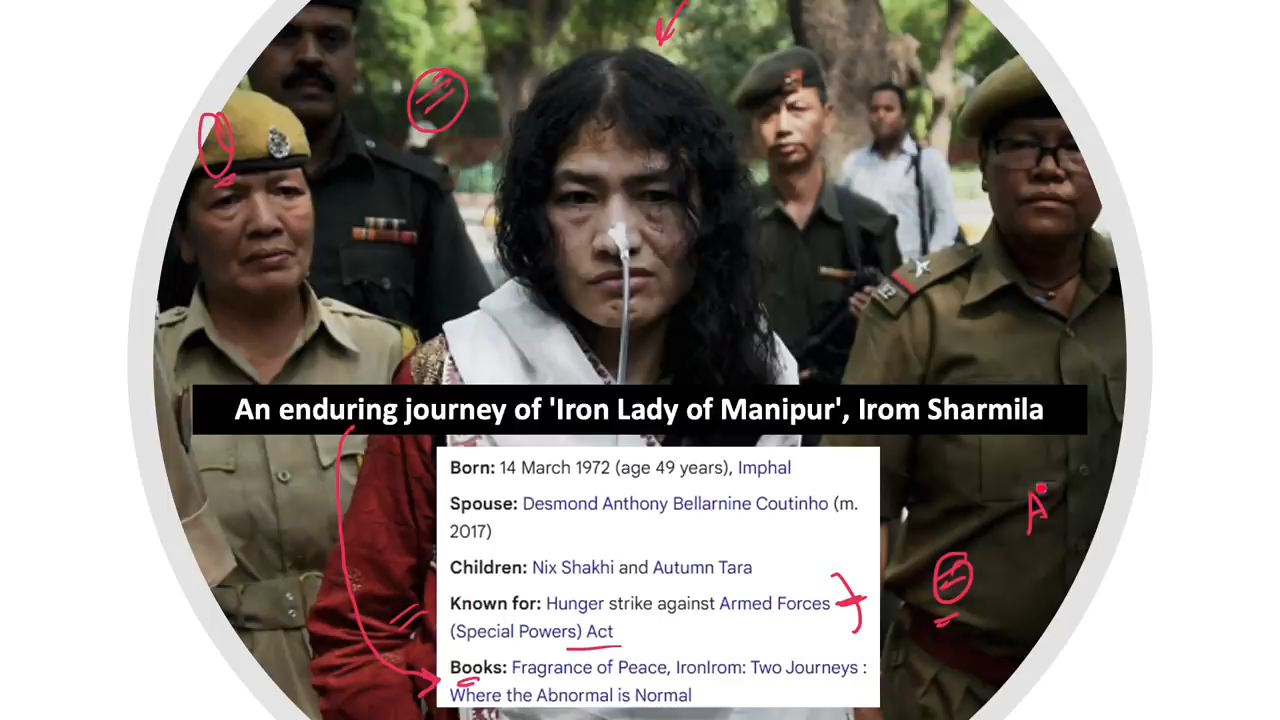 An enduring journey of 'Iron Lady of Manipur', Irom Sharmila
Born: 14 March 1972 (age 49 years), Imphal
Spouse: Desmond Anthony Bellarnine Coutinho (m.
2017)
Children: Nix Shakhi and Autumn Tara
Known for: Hunger strike against Armed Forces
(Special Powers) Act
Books: Fragrance of Peace, IronIrom: Two Journeys :
Where the Abnormal is Normal
A